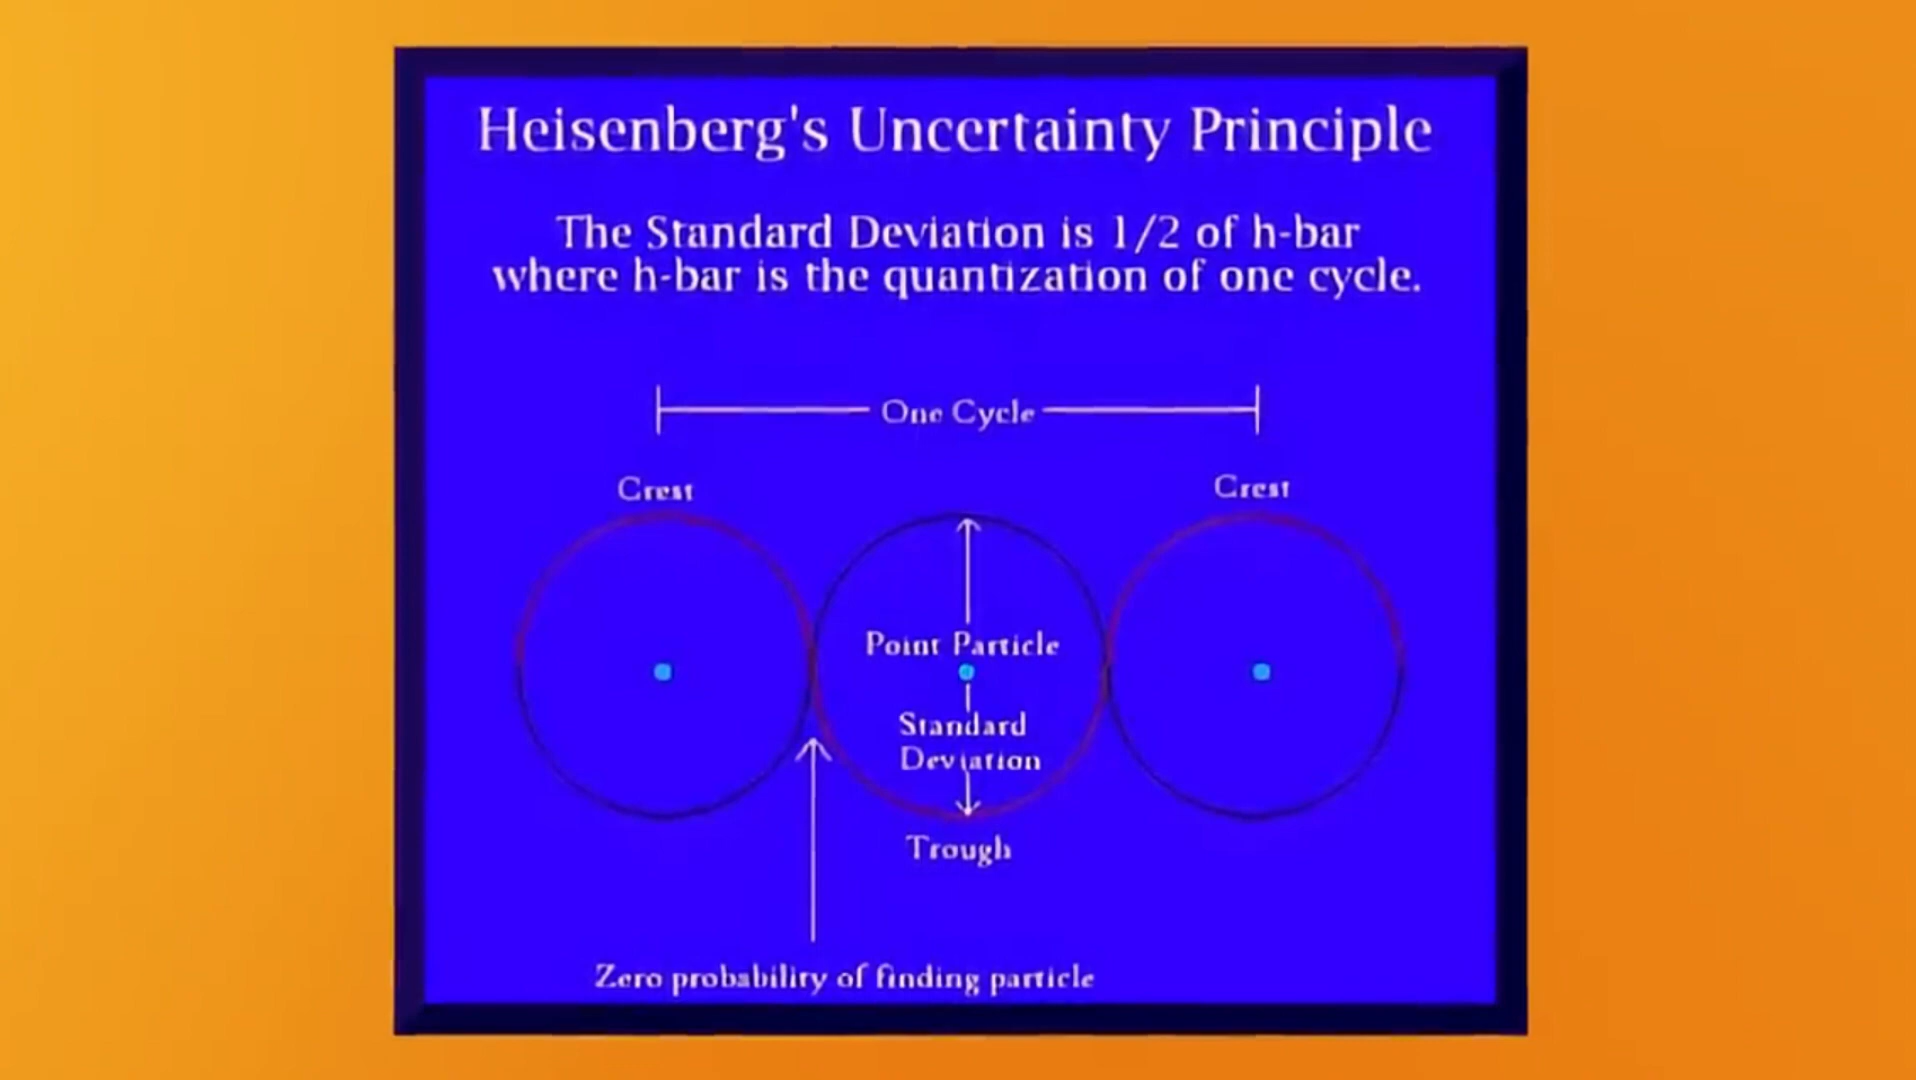 Heisenberg's Uncertainty Principle
The Standard Deviation is 1/2 of h-bar
where h-bar is the quantization of one cycle.
One Cycle
Crest
Crest
Point Particle
Standard
Deviation
Trough
Zero probability of finding particle